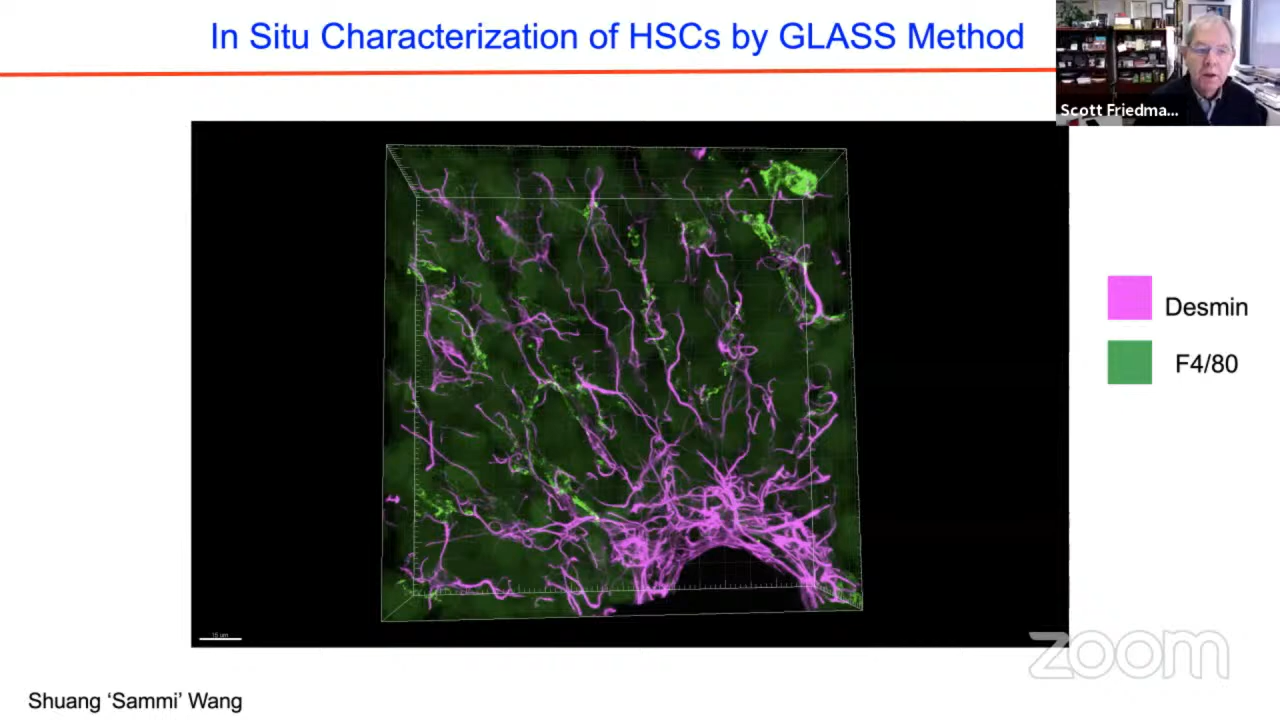 In Situ Characterization of HSCs by GLASS Method
Scott Friedma...
Desmin
F4/80
zoom
Shuang ‘Sammi’ Wang